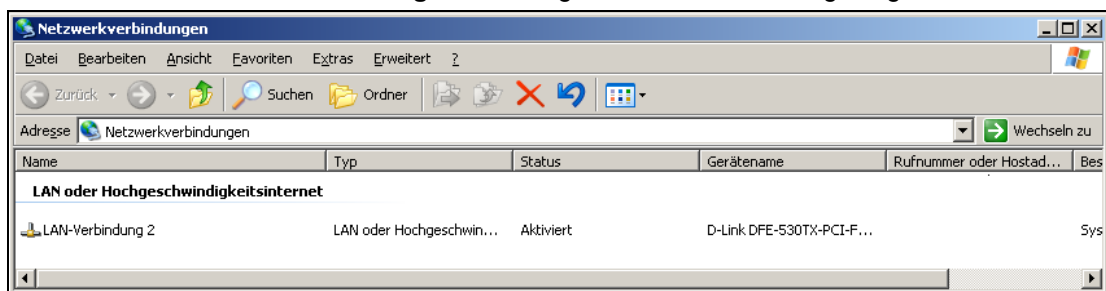 Netzwerkverbindungen
Datei Bearbeiten Ansicht Favoriten Extras Erweitert ?
Zurück Suchen Ordner
Adresse Netzwerkverbindungen Wechseln zu
Name Typ Status Gerätename Rufnummer oder Hostad... Bes
LAN oder Hochgeschwindigkeitsinternet
LAN-Verbindung 2 LAN oder Hochgeschwin... Aktiviert D-Link DFE-530TX-PCI-F... Sys